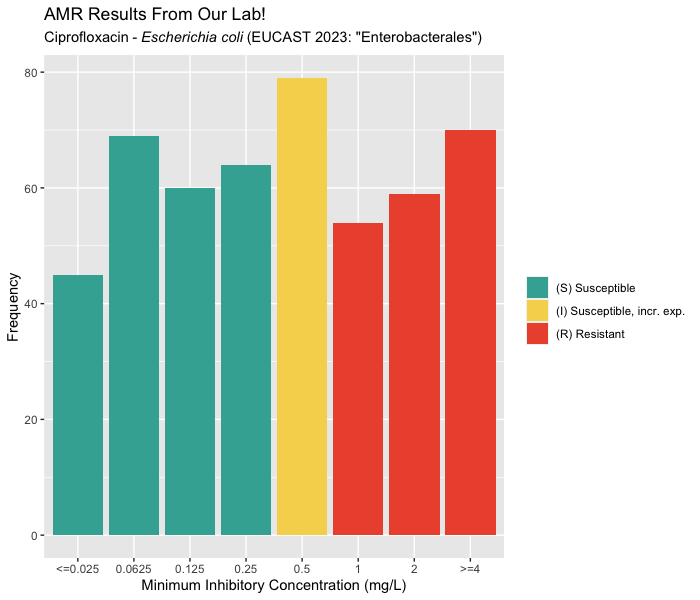 AMR Results From Our Lab!
Ciprofloxacin - Escherichia coli (EUCAST 2023: "Enterobacterales")
Frequency
80
60
40
20
0
<=0.025 0.0625 0.125 0.25 0.5 1 2 >=4
Minimum Inhibitory Concentration (mg/L)
(S) Susceptible
(I) Susceptible, incr. exp.
(R) Resistant